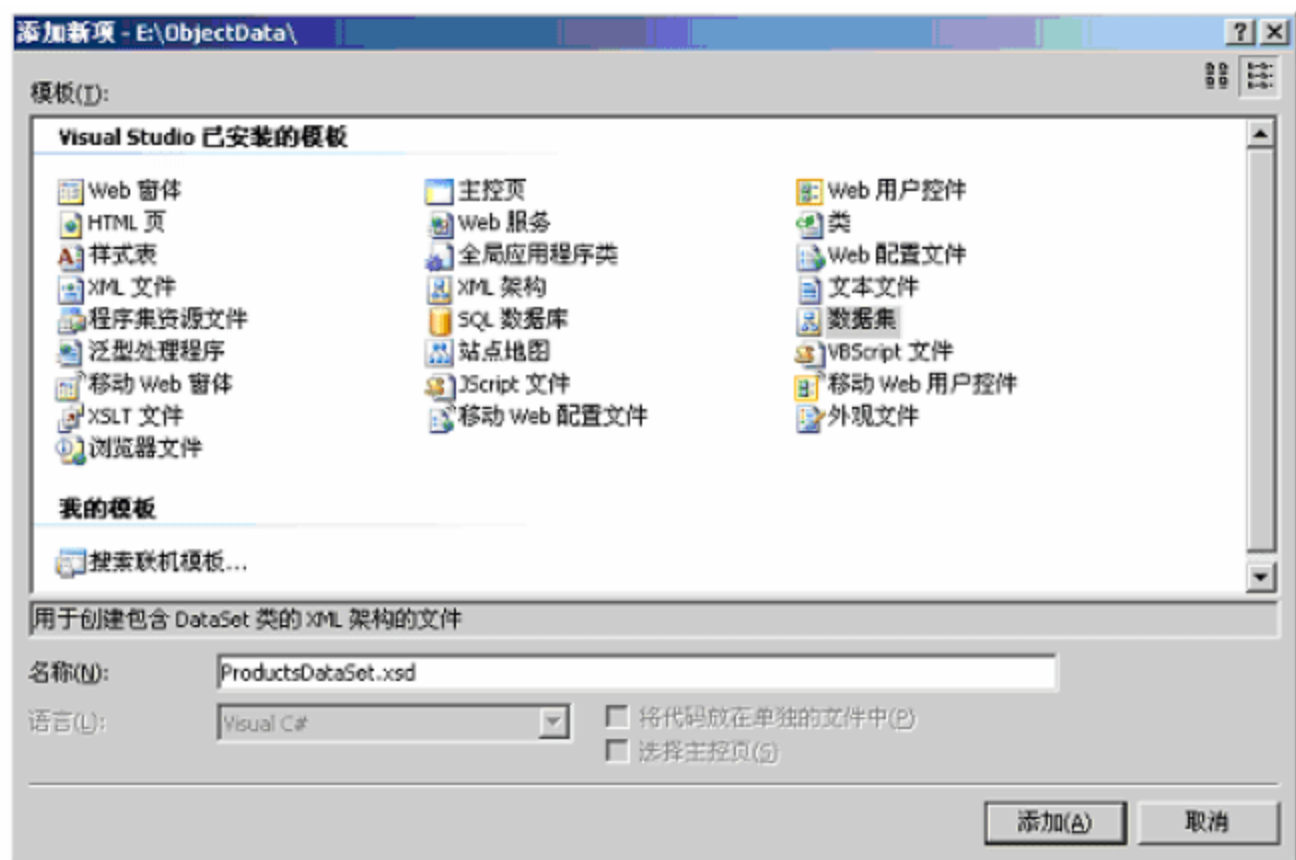 添加新项 - E:\ObjectData\
模板(T):
Visual Studio 已安装的模板
Web 窗体
主控页
Web 用户控件
HTML 页
Web 服务
类
样式表
全局应用程序类
Web 配置文件
XML 文件
XML 架构
文本文件
程序集资源文件
SQL 数据库
数据集
泛型处理程序
站点地图
VBScript 文件
移动 Web 窗体
JScript 文件
移动 Web 用户控件
XSLT 文件
移动 Web 配置文件
外观文件
浏览器文件
我的模板
搜索联机模板...
用于创建包含 DataSet 类的 XML 架构的文件
名称(N):
ProductsDataSet.xsd
语言(L):
Visual C#
将代码放在单独的文件中(P)
选择主控页(S)
添加(A)
取消